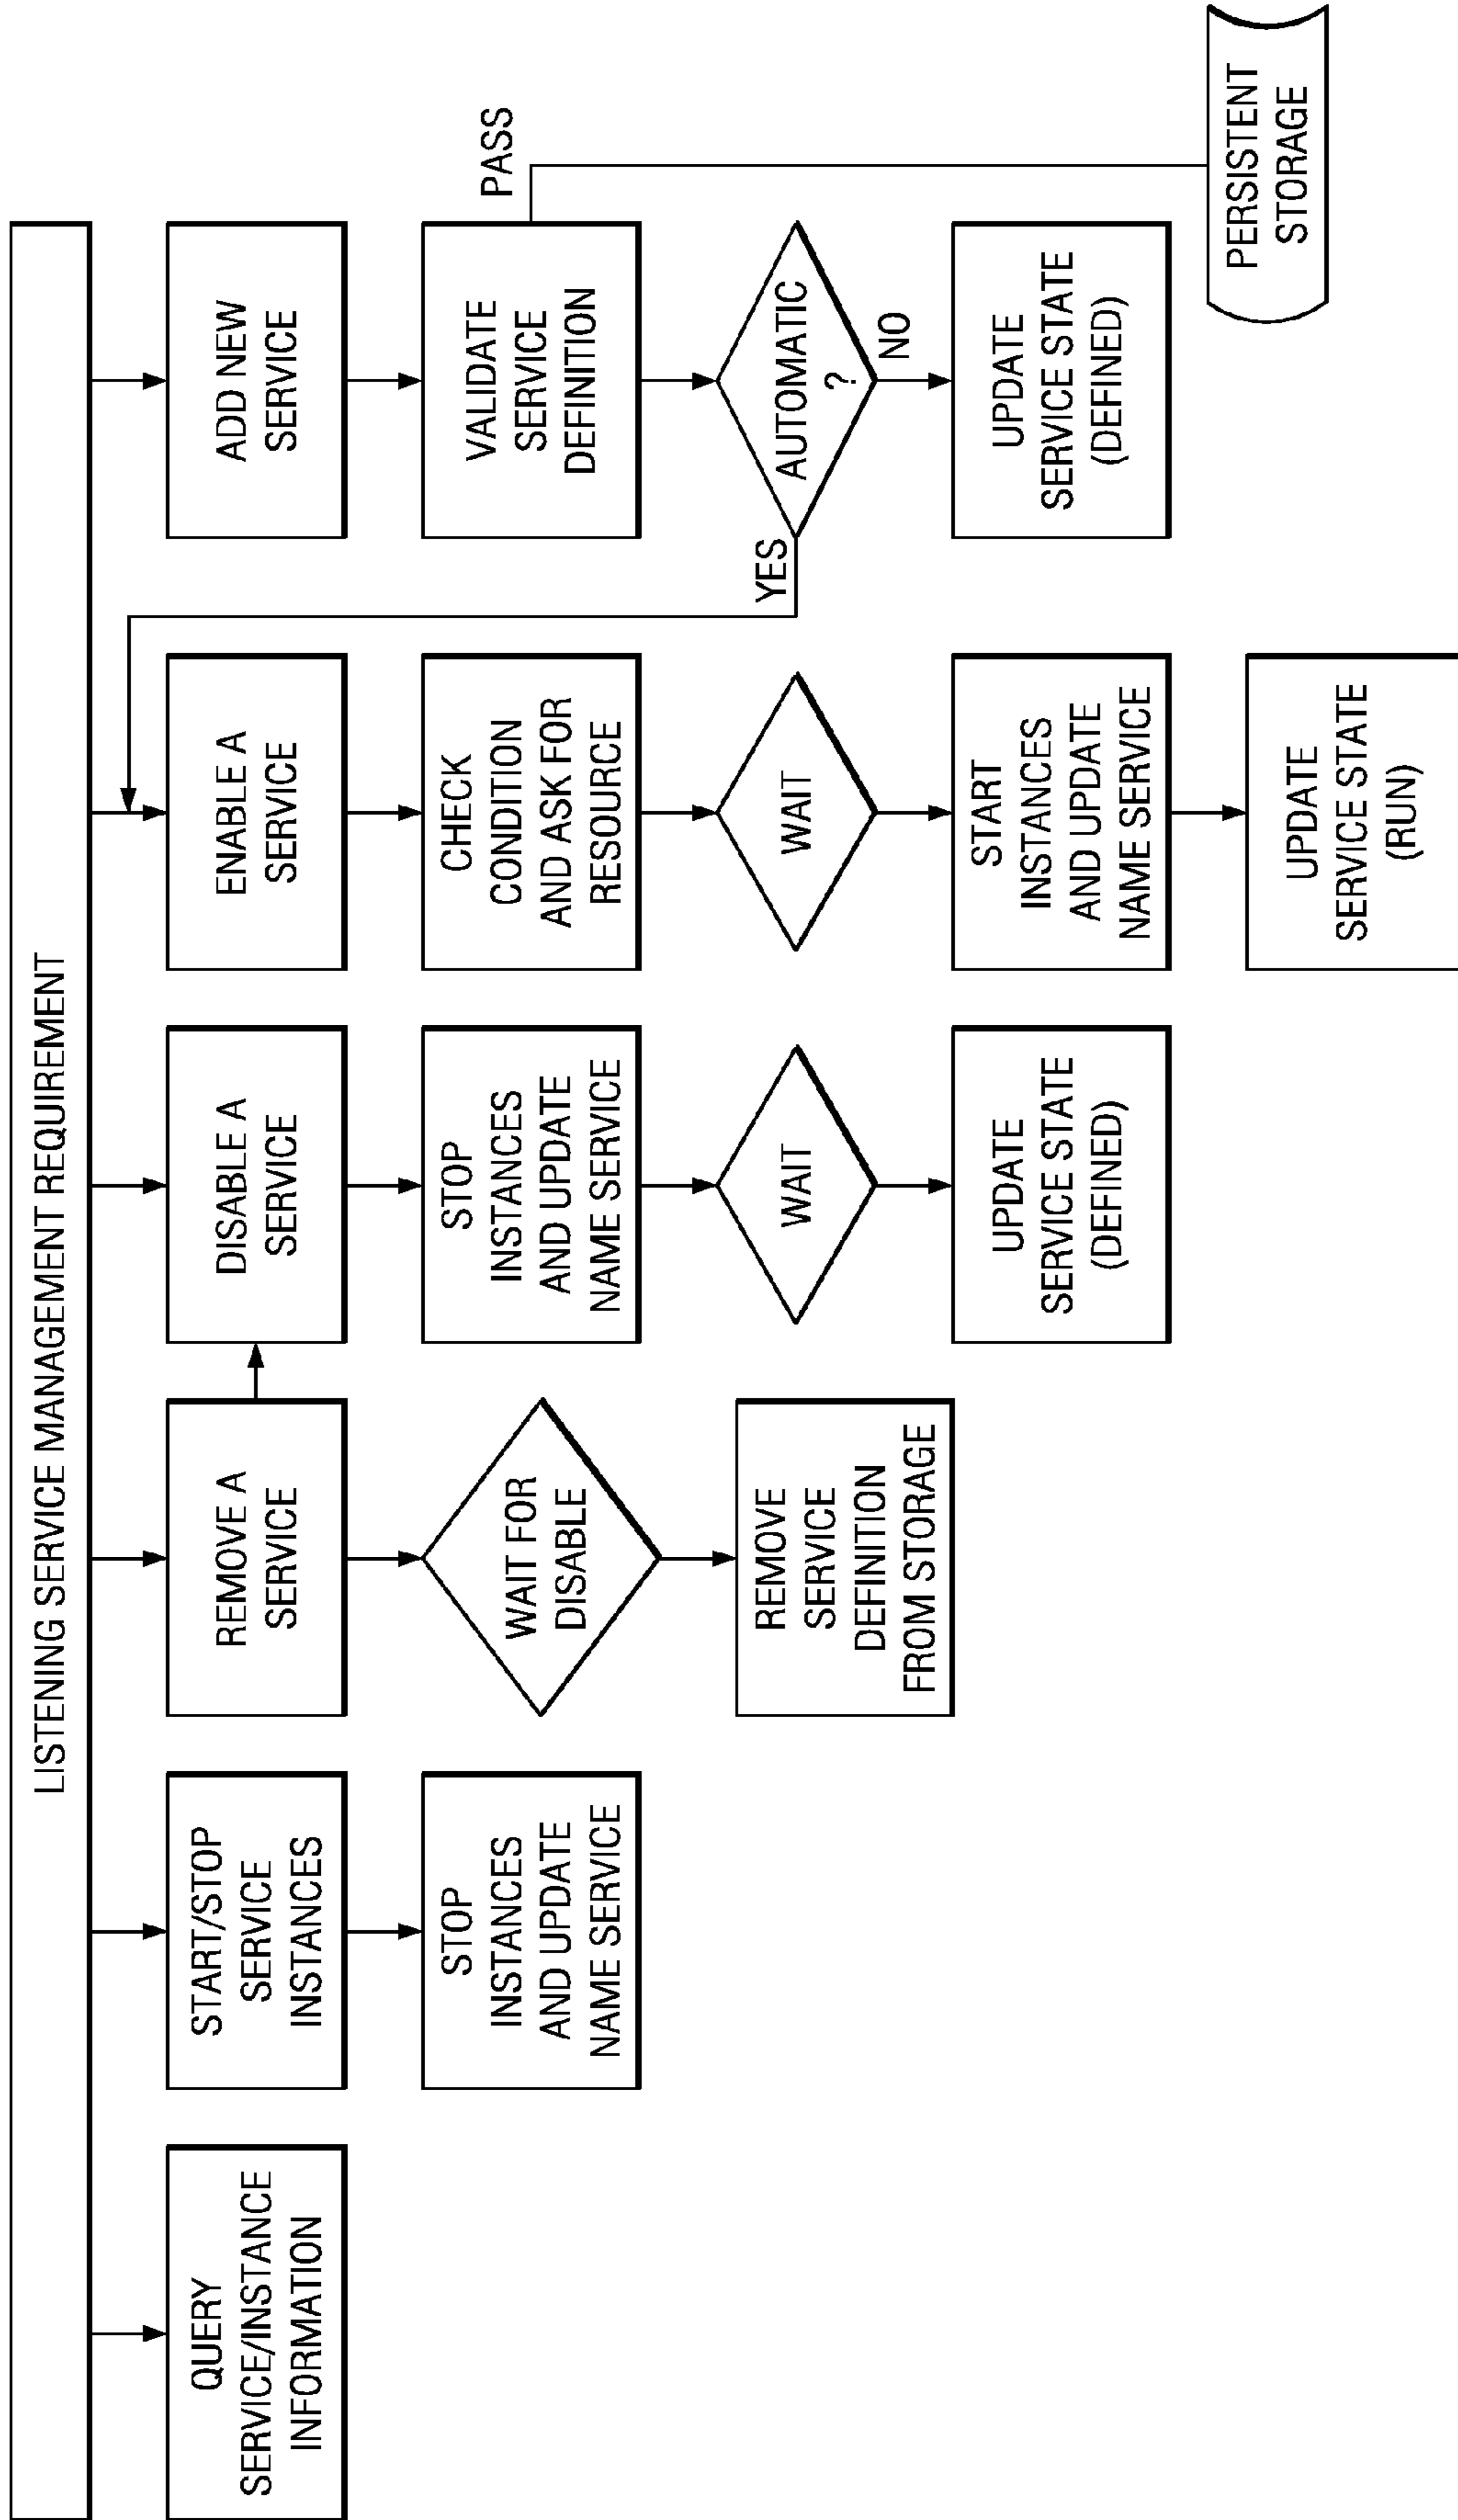 LISTENING SERVICE MANAGEMENT REQUIREMENT
QUERY
SERVICE/INSTANCE
INFORMATION
START/STOP
SERVICE
INSTANCES
STOP
INSTANCES
AND UPDATE
NAME SERVICE
REMOVE A
SERVICE
WAIT FOR
DISABLE
REMOVE
SERVICE
DEFINITION
FROM STORAGE
DISABLE A
SERVICE
STOP
INSTANCES
AND UPDATE
NAME SERVICE
WAIT
UPDATE
SERVICE STATE
(DEFINED)
ENABLE A
SERVICE
CHECK
CONDITION
AND ASK FOR
RESOURCE
WAIT
START
INSTANCES
AND UPDATE
NAME SERVICE
UPDATE
SERVICE STATE
(RUN)
ADD NEW
SERVICE
VALIDATE
SERVICE
DEFINITION
PASS
AUTOMATIC
?
YES
NO
UPDATE
SERVICE STATE
(DEFINED)
PERSISTENT
STORAGE